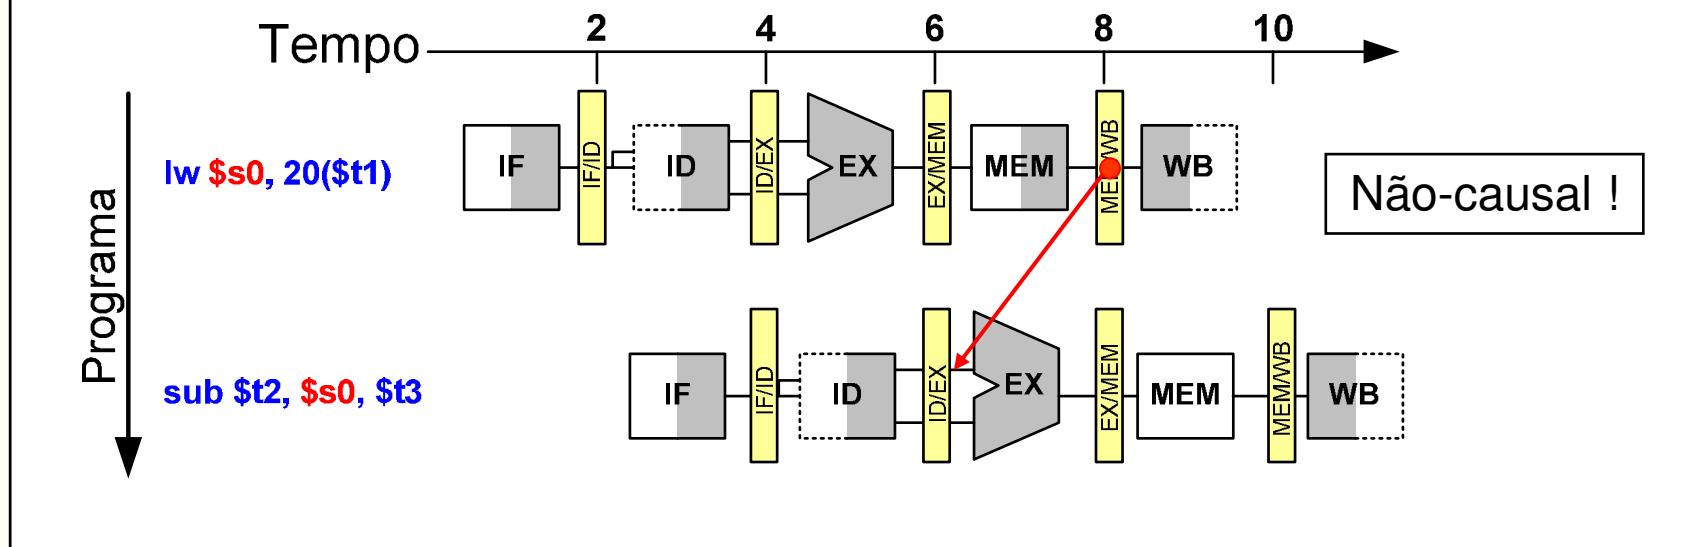 Tempo 2 4 6 8 10
Programa
lw $s0, 20($t1)
IF IF/ID ID ID/EX EX EX/MEM MEM MEM/WB WB
Não-causal !
sub $t2, $s0, $t3
IF IF/ID ID ID/EX EX EX/MEM MEM MEM/WB WB